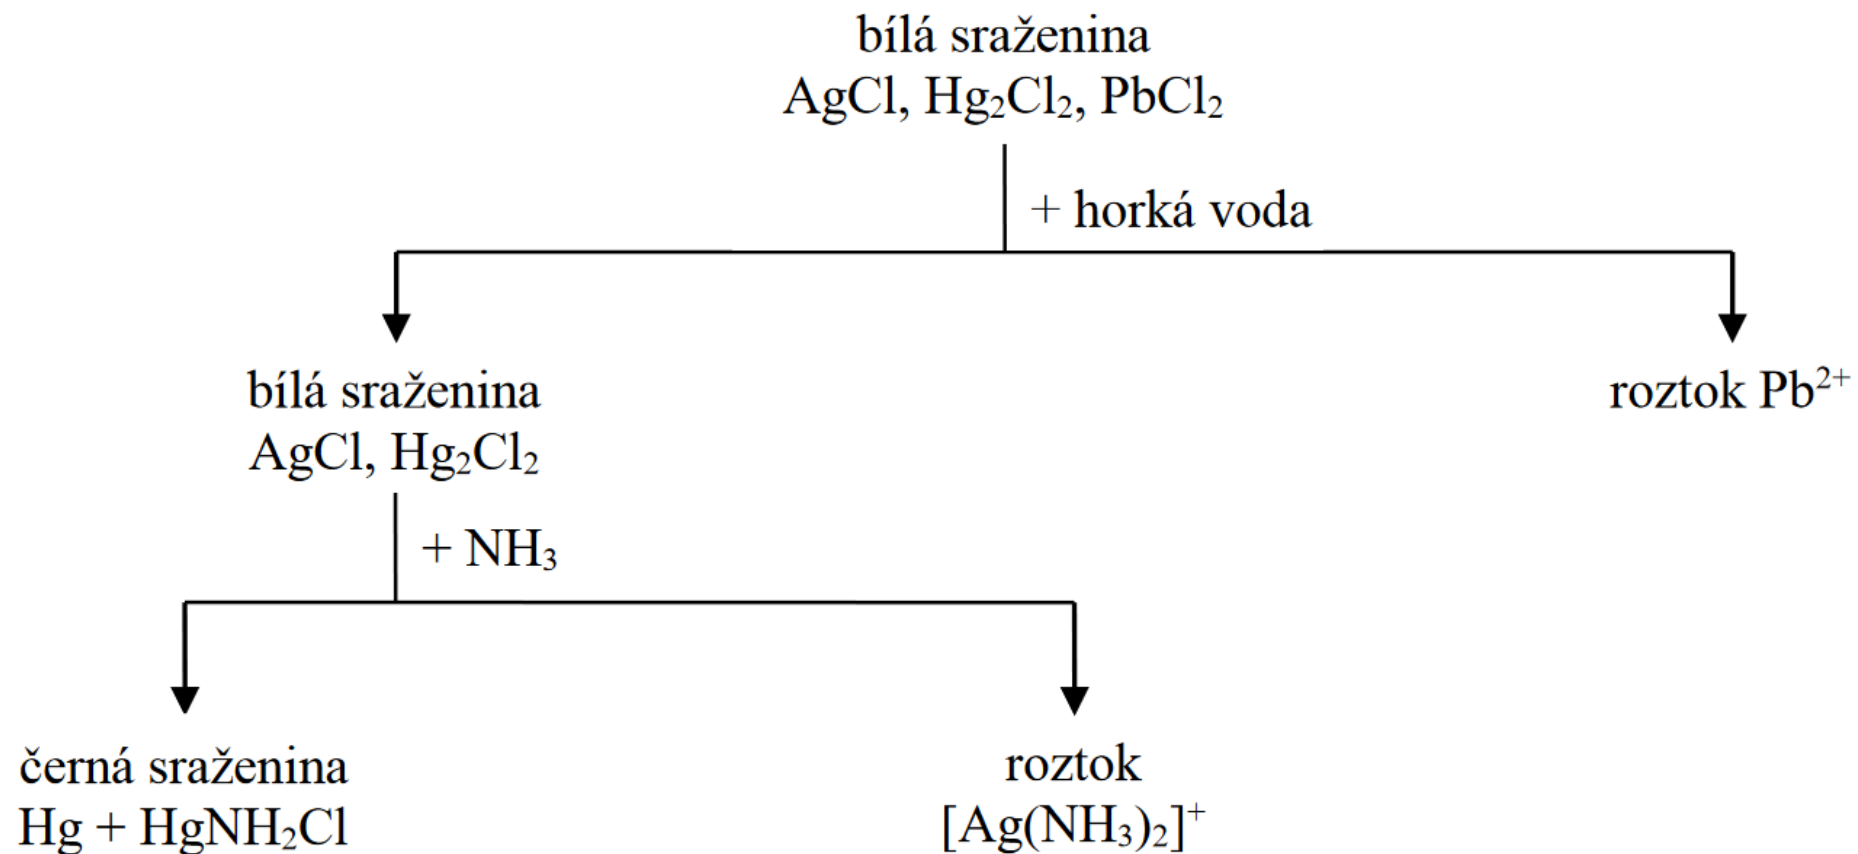 bílá sraženina
AgCl, Hg₂Cl₂, PbCl₂
+ horká voda
bílá sraženina
AgCl, Hg₂Cl₂
roztok Pb²⁺
+ NH₃
černá sraženina
Hg + HgNH₂Cl
roztok
[Ag(NH₃)₂]⁺